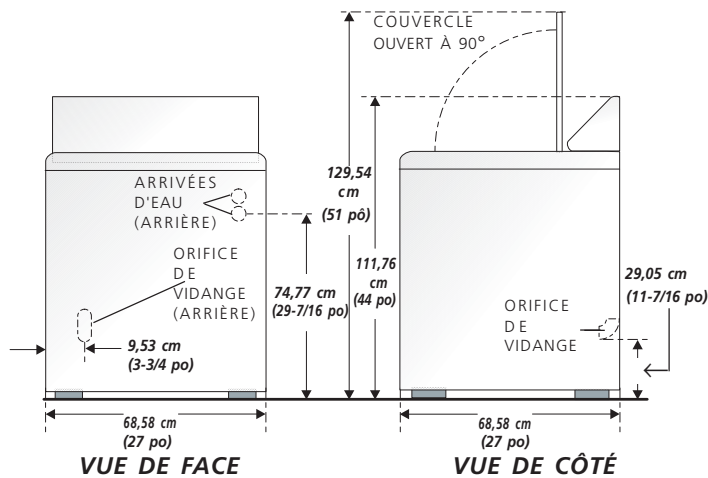 COUVERCLE
OUVERT À 90°
ARRIVÉES
D'EAU
(ARRIÈRE)
ORIFICE
DE
VIDANGE
(ARRIÈRE)
9,53 cm
(3-3/4 po)
74,77 cm
(29-7/16 po)
129,54
cm
(51 pô)
111,76
cm
(44 po)
ORIFICE
DE
VIDANGE
29,05 cm
(11-7/16 po)
68,58 cm
(27 po)
68,58 cm
(27 po)
VUE DE FACE
VUE DE CÔTÉ